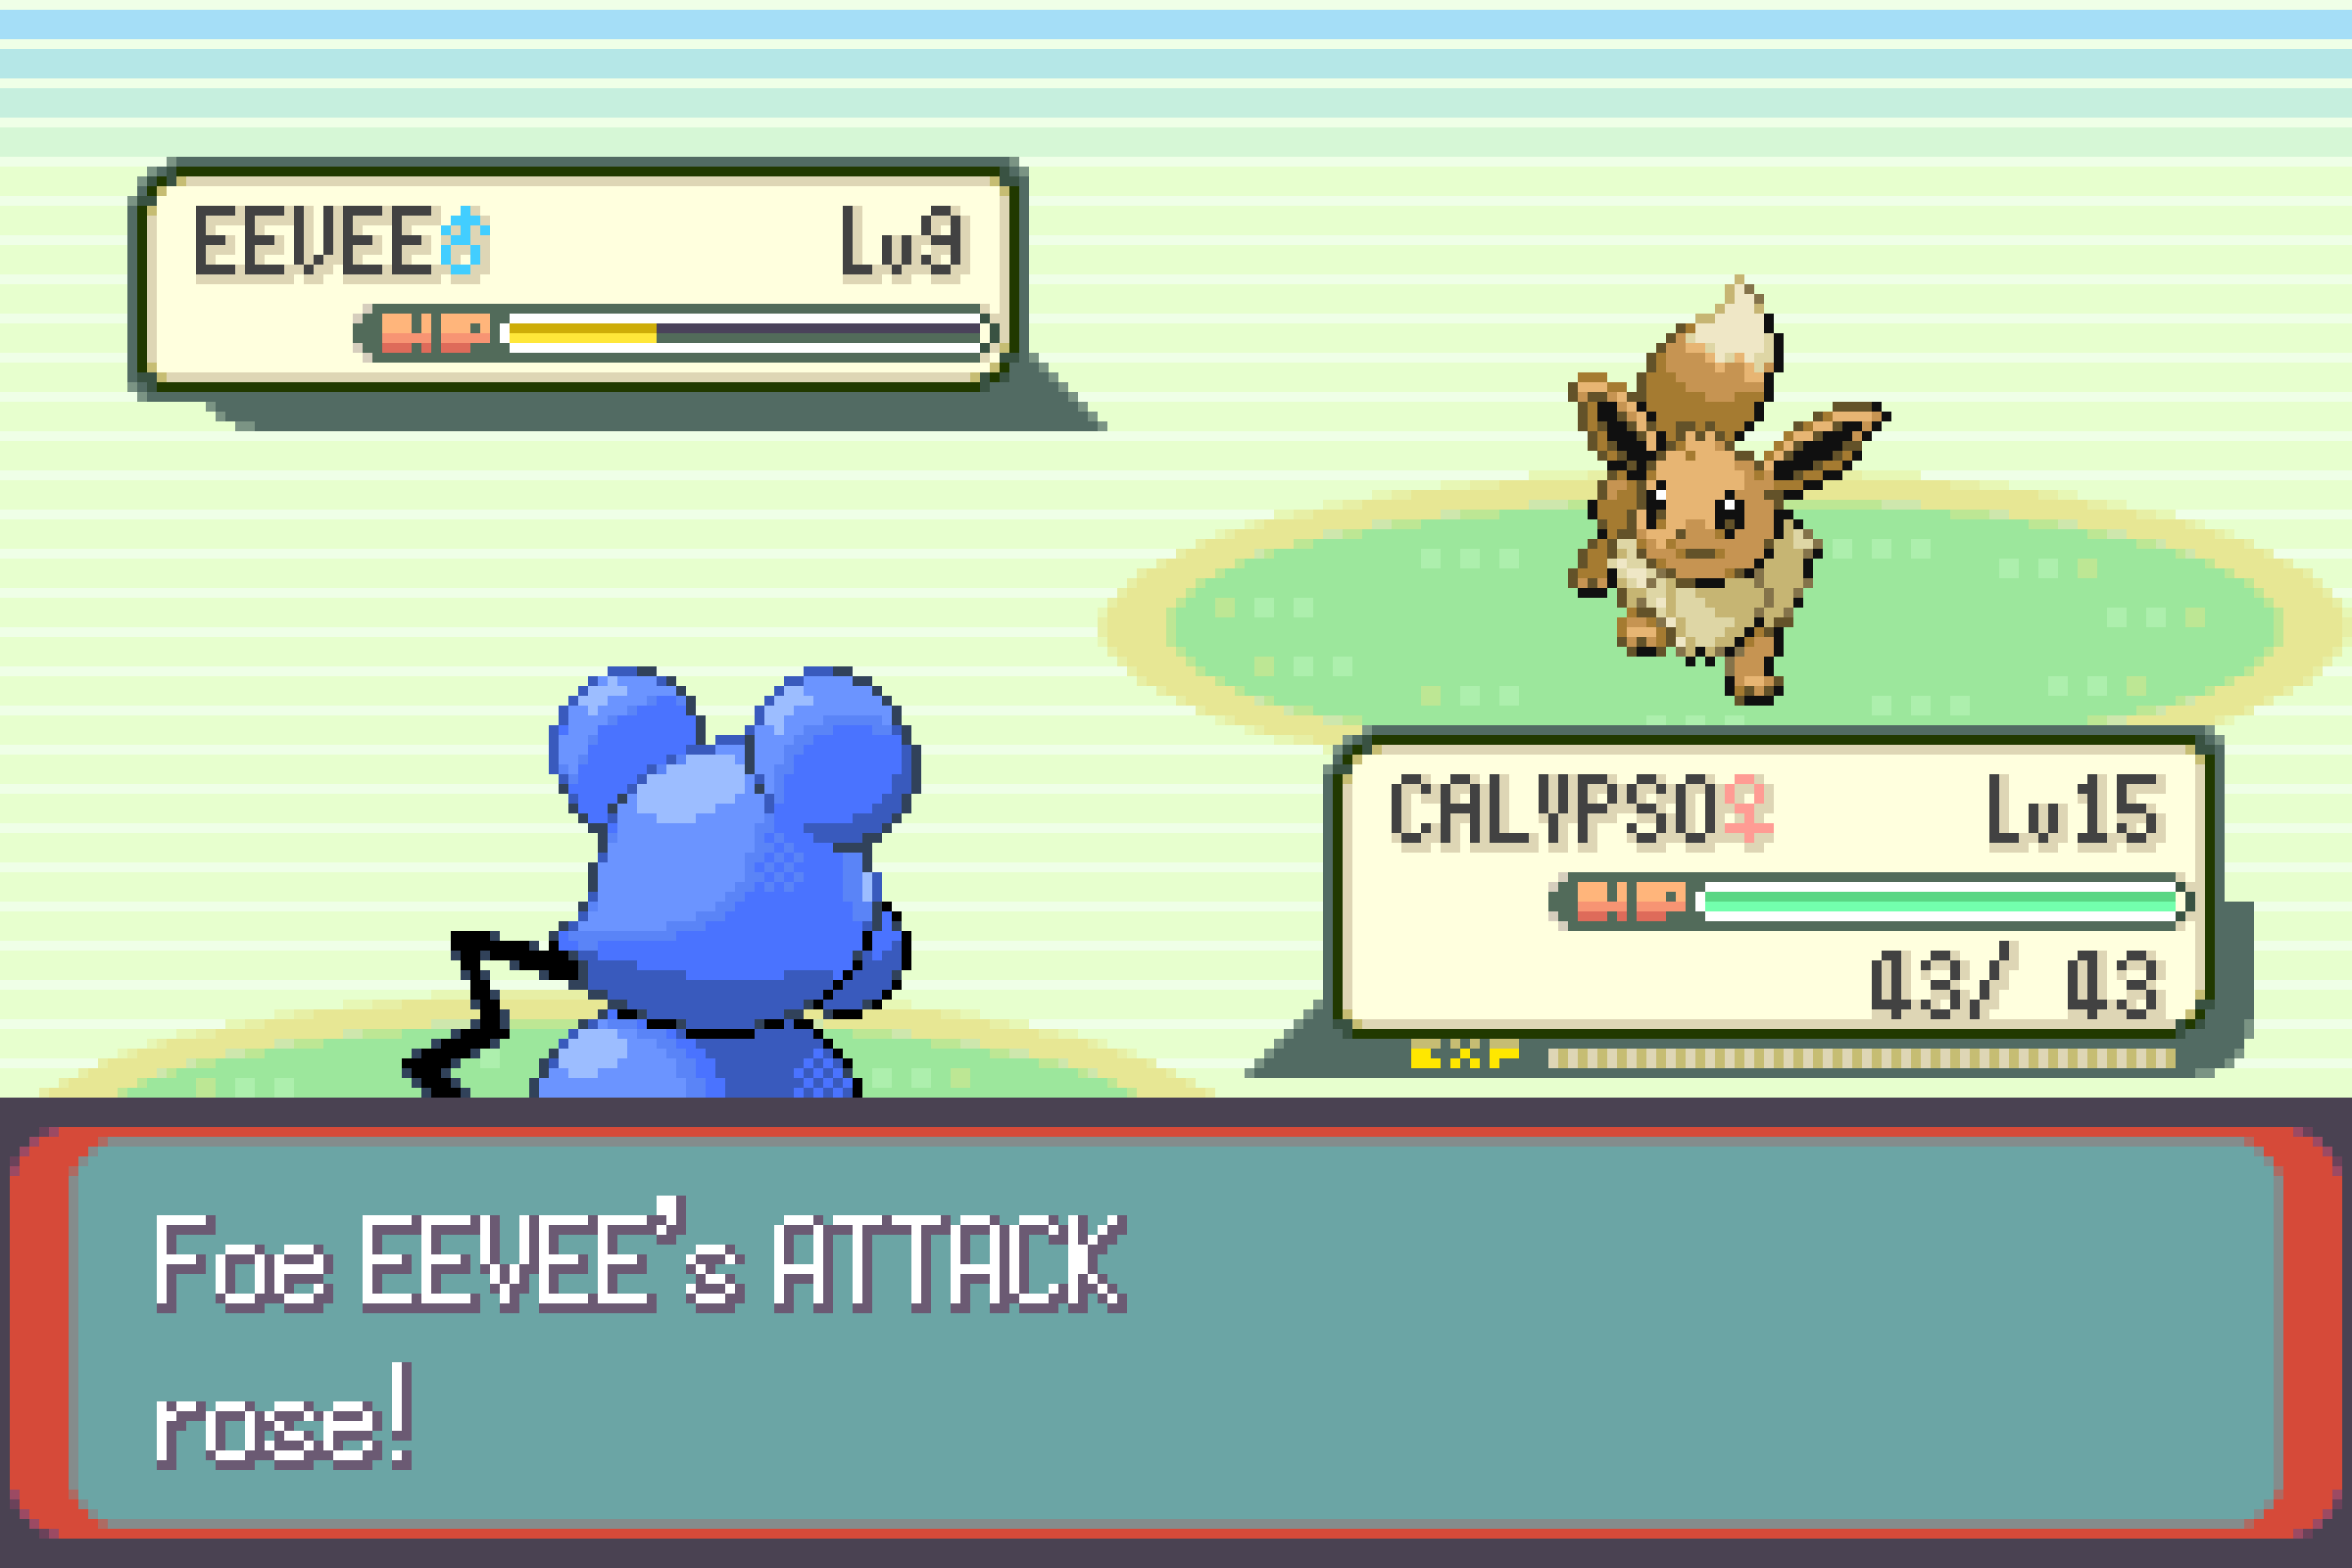 EEVEE♂ Lv9
HP
CALYPSO♀ Lv15
HP
43/ 43
EXP
Foe EEVEE's ATTACK
rose!